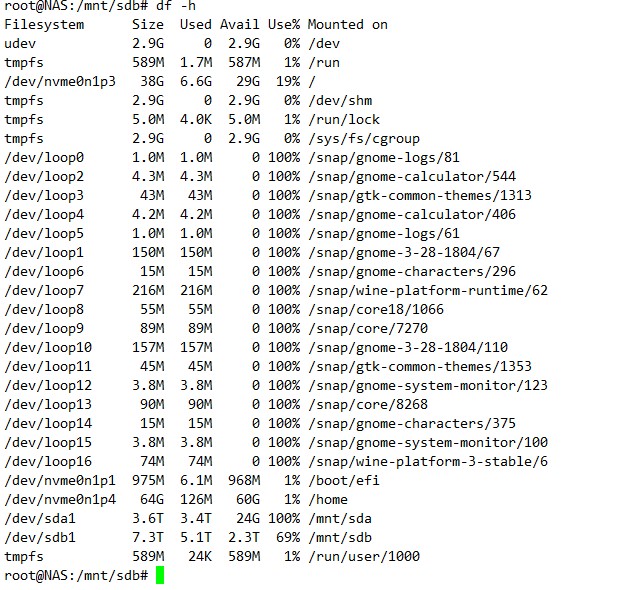 root@NAS:/mnt/sdb# df -h
Filesystem      Size  Used Avail Use% Mounted on
udev            2.9G     0  2.9G   0% /dev
tmpfs           589M  1.7M  587M   1% /run
/dev/nvme0n1p3   38G  6.6G   29G  19% /
tmpfs           2.9G     0  2.9G   0% /dev/shm
tmpfs           5.0M  4.0K  5.0M   1% /run/lock
tmpfs           2.9G     0  2.9G   0% /sys/fs/cgroup
/dev/loop0      1.0M  1.0M     0 100% /snap/gnome-logs/81
/dev/loop2      4.3M  4.3M     0 100% /snap/gnome-calculator/544
/dev/loop3       43M   43M     0 100% /snap/gtk-common-themes/1313
/dev/loop4      4.2M  4.2M     0 100% /snap/gnome-calculator/406
/dev/loop5      1.0M  1.0M     0 100% /snap/gnome-logs/61
/dev/loop1      150M  150M     0 100% /snap/gnome-3-28-1804/67
/dev/loop6       15M   15M     0 100% /snap/gnome-characters/296
/dev/loop7      216M  216M     0 100% /snap/wine-platform-runtime/62
/dev/loop8       55M   55M     0 100% /snap/core18/1066
/dev/loop9       89M   89M     0 100% /snap/core/7270
/dev/loop10     157M  157M     0 100% /snap/gnome-3-28-1804/110
/dev/loop11      45M   45M     0 100% /snap/gtk-common-themes/1353
/dev/loop12     3.8M  3.8M     0 100% /snap/gnome-system-monitor/123
/dev/loop13      90M   90M     0 100% /snap/core/8268
/dev/loop14      15M   15M     0 100% /snap/gnome-characters/375
/dev/loop15     3.8M  3.8M     0 100% /snap/gnome-system-monitor/100
/dev/loop16      74M   74M     0 100% /snap/wine-platform-3-stable/6
/dev/nvme0n1p1  975M  6.1M  968M   1% /boot/efi
/dev/nvme0n1p4   64G  126M   60G   1% /home
/dev/sda1       3.6T  3.4T   24G 100% /mnt/sda
/dev/sdb1       7.3T  5.1T  2.3T  69% /mnt/sdb
tmpfs           589M   24K  589M   1% /run/user/1000
root@NAS:/mnt/sdb#